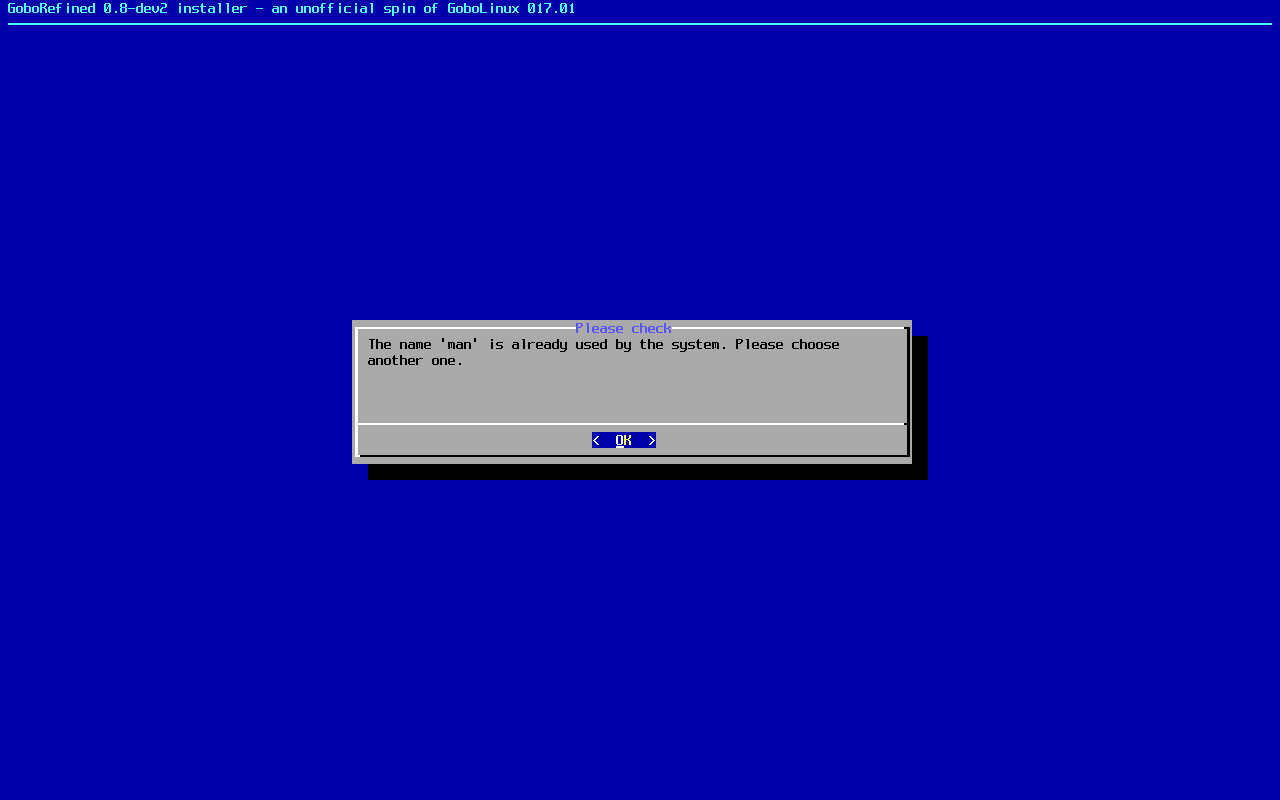 GoboRefined 0.8-dev2 installer - an unofficial spin of GoboLinux 017.01
Please check
The name 'man' is already used by the system. Please choose
another one.
<  OK  >